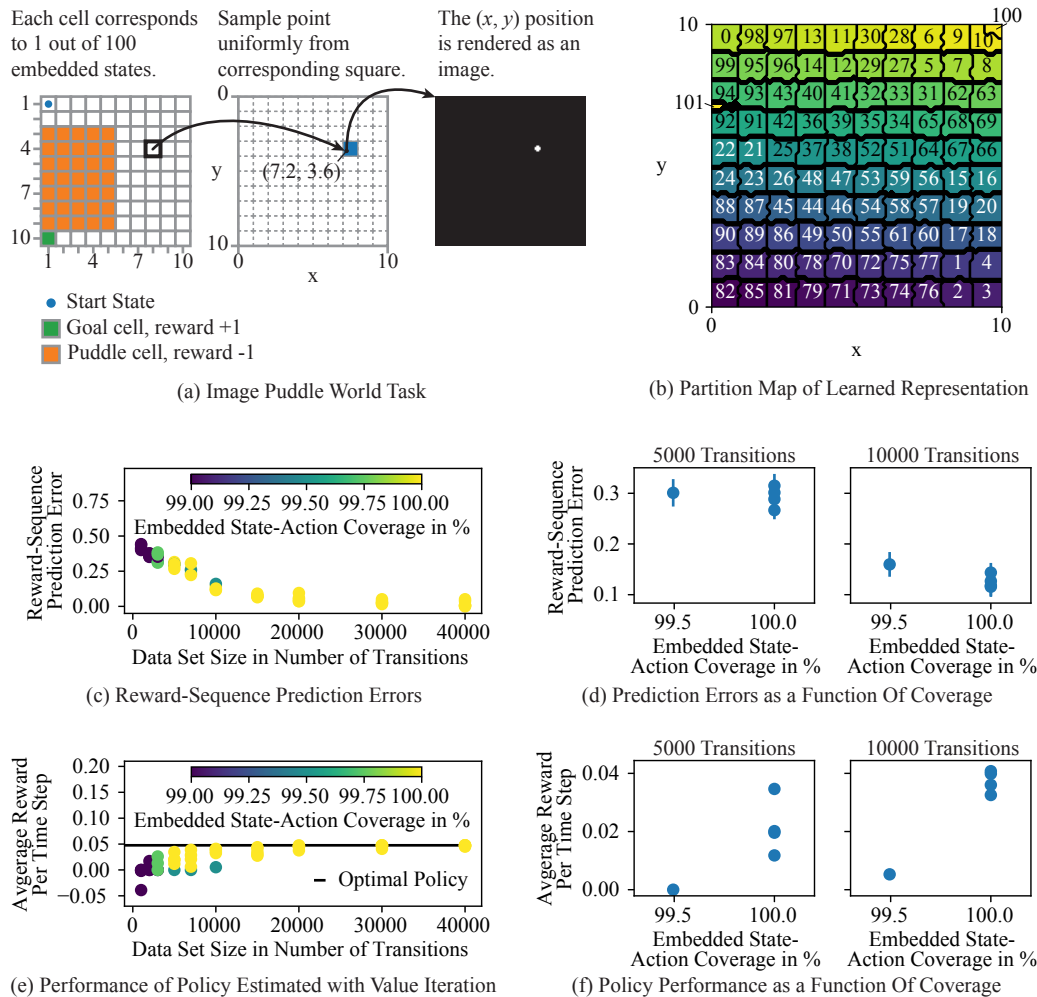 Each cell corresponds
to 1 out of 100
embedded states.
Sample point
uniformly from
corresponding square.
The (x, y) position
is rendered as an
image.
1
4
7
10
1 4 7 10
0
y
10
(7.2, 3.6)
0 10
x
Start State
Goal cell, reward +1
Puddle cell, reward -1
(a) Image Puddle World Task
100
10
0 98 97 13 11 30 28 6 9 10
99 95 96 14 12 29 27 5 7 8
94 93 43 40 41 32 33 31 62 63
101
92 91 42 36 39 35 34 65 68 69
22 21 25 37 38 52 51 64 67 66
y
24 23 26 48 47 53 59 56 15 16
88 87 45 44 46 54 58 57 19 20
90 89 86 49 50 55 61 60 17 18
83 84 80 78 70 72 75 77 1 4
82 85 81 79 71 73 74 76 2 3
0
0 10
x
(b) Partition Map of Learned Representation
Reward-Sequence
Prediction Error
0.75
0.50
0.25
0.00
99.00 99.25 99.50 99.75 100.00
Embedded State-Action Coverage in %
0 10000 20000 30000 40000
Data Set Size in Number of Transitions
(c) Reward-Sequence Prediction Errors
Reward-Sequence
Prediction Error
5000 Transitions
10000 Transitions
0.3
0.2
0.1
99.5 100.0
Embedded State-
Action Coverage in %
99.5 100.0
Embedded State-
Action Coverage in %
(d) Prediction Errors as a Function Of Coverage
Avgerage Reward
Per Time Step
0.20
0.15
0.10
0.05
0.00
−0.05
99.00 99.25 99.50 99.75 100.00
Embedded State-Action Coverage in %
Optimal Policy
0 10000 20000 30000 40000
Data Set Size in Number of Transitions
(e) Performance of Policy Estimated with Value Iteration
Avgerage Reward
Per Time Step
5000 Transitions
10000 Transitions
0.04
0.02
0.00
99.5 100.0
Embedded State-
Action Coverage in %
99.5 100.0
Embedded State-
Action Coverage in %
(f) Policy Performance as a Function Of Coverage